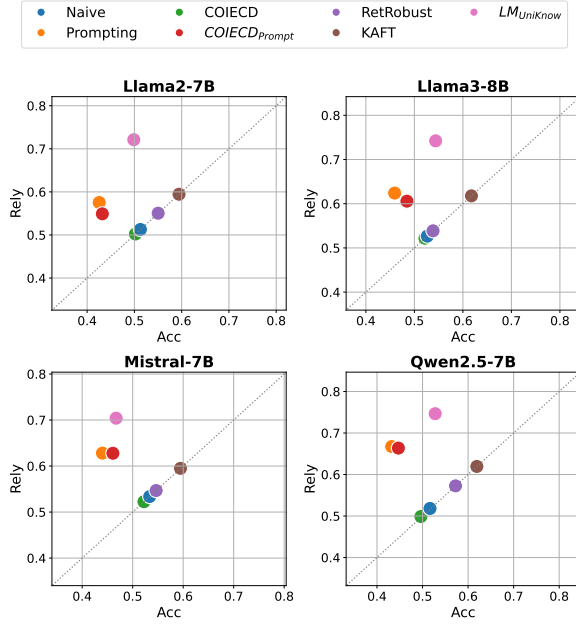 Naive COIECD RetRobust LM_UniKnow
Prompting COIECD_Prompt KAFT
Llama2-7B Llama3-8B
0.8 0.8
0.7 0.7
0.6 0.6
Rely Rely
0.5 0.5
0.4 0.4
0.4 0.5 0.6 0.7 0.8 0.4 0.5 0.6 0.7 0.8
Acc Acc
Mistral-7B Qwen2.5-7B
0.8 0.8
0.7 0.7
0.6 0.6
Rely Rely
0.5 0.5
0.4 0.4
0.4 0.5 0.6 0.7 0.8 0.4 0.5 0.6 0.7 0.8
Acc Acc